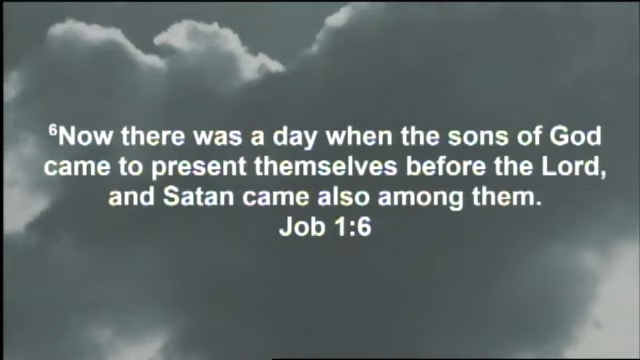 ⁶Now there was a day when the sons of God
came to present themselves before the Lord,
and Satan came also among them.
Job 1:6